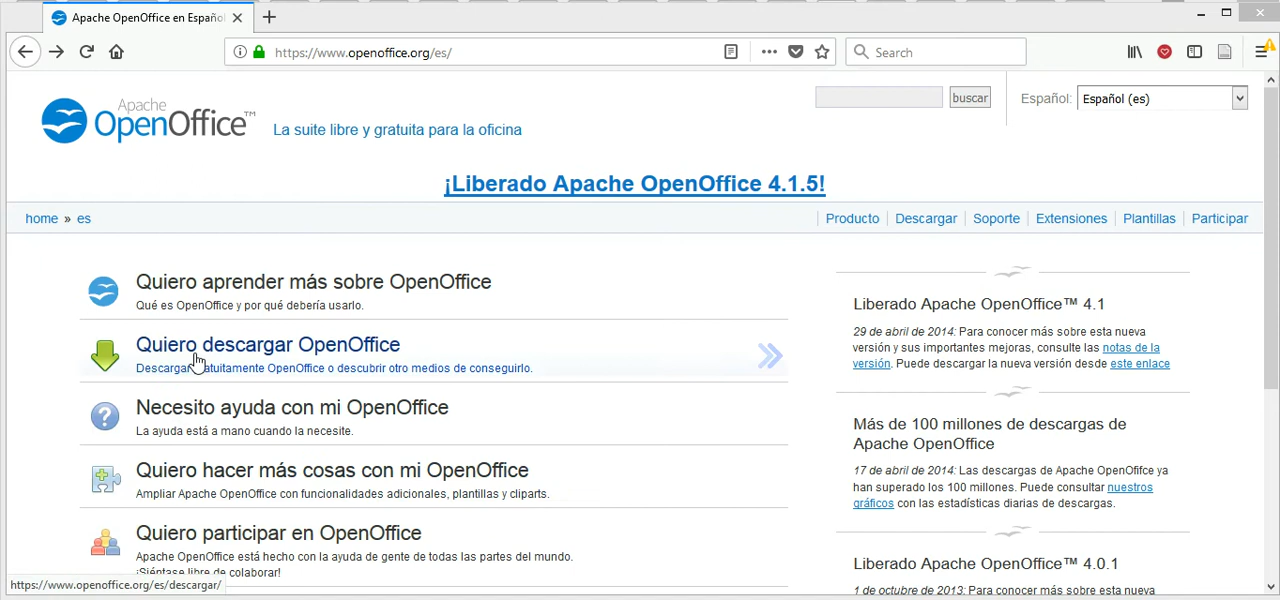 Apache OpenOffice en Español
https://www.openoffice.org/es/
Search
Apache
OpenOffice™
La suite libre y gratuita para la oficina
buscar
Español:
Español (es)
¡Liberado Apache OpenOffice 4.1.5!
home » es
Producto
Descargar
Soporte
Extensiones
Plantillas
Participar
Quiero aprender más sobre OpenOffice
Qué es OpenOffice y por qué debería usarlo.
Quiero descargar OpenOffice
Descargar gratuitamente OpenOffice o descubrir otro medios de conseguirlo.
Necesito ayuda con mi OpenOffice
La ayuda está a mano cuando la necesite.
Quiero hacer más cosas con mi OpenOffice
Ampliar Apache OpenOffice con funcionalidades adicionales, plantillas y cliparts.
Quiero participar en OpenOffice
Apache OpenOffice está hecho con la ayuda de gente de todas las partes del mundo.
¡Siéntase libre de colaborar!
Liberado Apache OpenOffice™ 4.1
29 de abril de 2014: Para conocer más sobre esta nueva
versión y sus importantes mejoras, consulte las notas de la
versión. Puede descargar la nueva versión desde este enlace
Más de 100 millones de descargas de
Apache OpenOffice
17 de abril de 2014: Las descargas de Apache OpenOfifce ya
han superado los 100 millones. Puede consultar nuestros
gráficos con las estadísticas diarias de descargas.
Liberado Apache OpenOffice™ 4.0.1
1 de octubre de 2013: Para conocer más sobre esta nueva
https://www.openoffice.org/es/descargar/